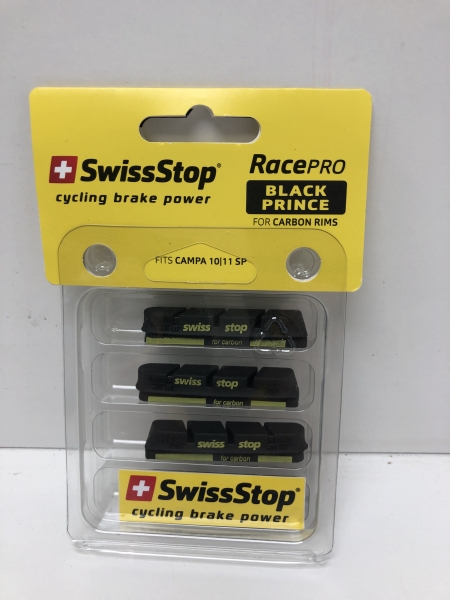 SwissStop®
cycling brake power
RacePRO
BLACK
PRINCE
FOR CARBON RIMS
FITS CAMPA 10|11 SP
swiss stop
for carbon
swiss stop
for carbon
swiss stop
for carbon
SwissStop®
cycling brake power